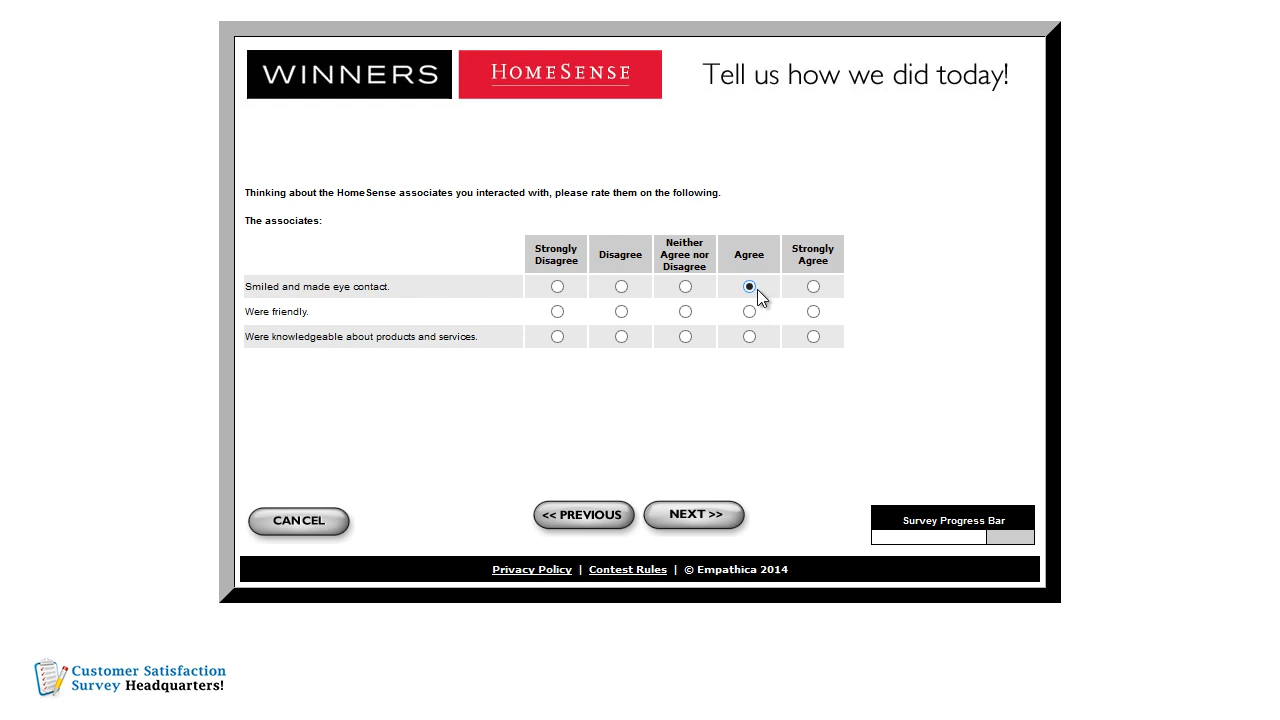 WINNERS HOMESENSE Tell us how we did today!
Thinking about the HomeSense associates you interacted with, please rate them on the following.
The associates:
Strongly Disagree Disagree Neither Agree nor Disagree Agree Strongly Agree
Smiled and made eye contact.
Were friendly.
Were knowledgeable about products and services.
CANCEL << PREVIOUS NEXT >> Survey Progress Bar
Privacy Policy | Contest Rules | © Empathica 2014
Customer Satisfaction
Survey Headquarters!